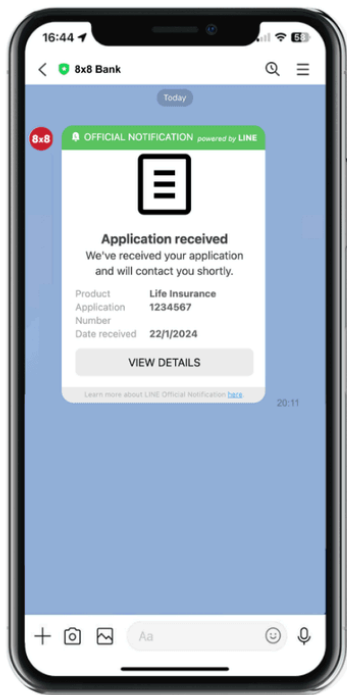 16:44
8x8 Bank
Today
8x8
OFFICIAL NOTIFICATION powered by LINE
Application received
We've received your application
and will contact you shortly.
Product Life Insurance
Application 1234567
Number
Date received 22/1/2024
VIEW DETAILS
Learn more about LINE Official Notification here.
20:11
Aa